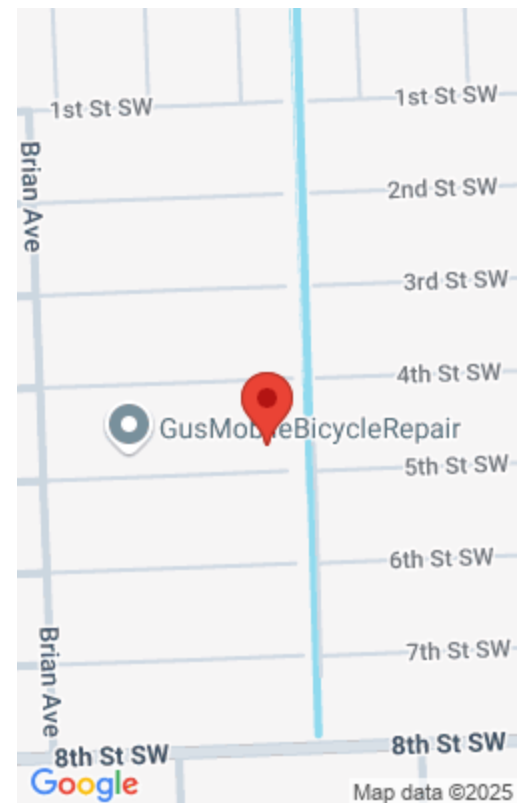 1st St SW
1st St SW
Brian Ave
2nd St SW
3rd St SW
4th St SW
GusMobileBicycleRepair
5th St SW
6th St SW
7th St SW
Brian Ave
8th St SW
8th St SW
Google
Map data ©2025